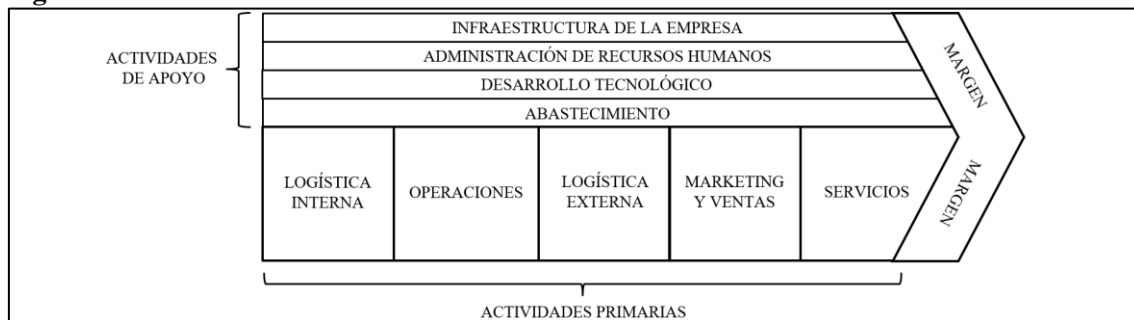 INFRAESTRUCTURA DE LA EMPRESA
ACTIVIDADES
DE APOYO
ADMINISTRACIÓN DE RECURSOS HUMANOS
DESARROLLO TECNOLÓGICO
ABASTECIMIENTO
MARGEN
LOGÍSTICA
INTERNA
OPERACIONES
LOGÍSTICA
EXTERNA
MARKETING
Y VENTAS
SERVICIOS
MARGEN
ACTIVIDADES PRIMARIAS